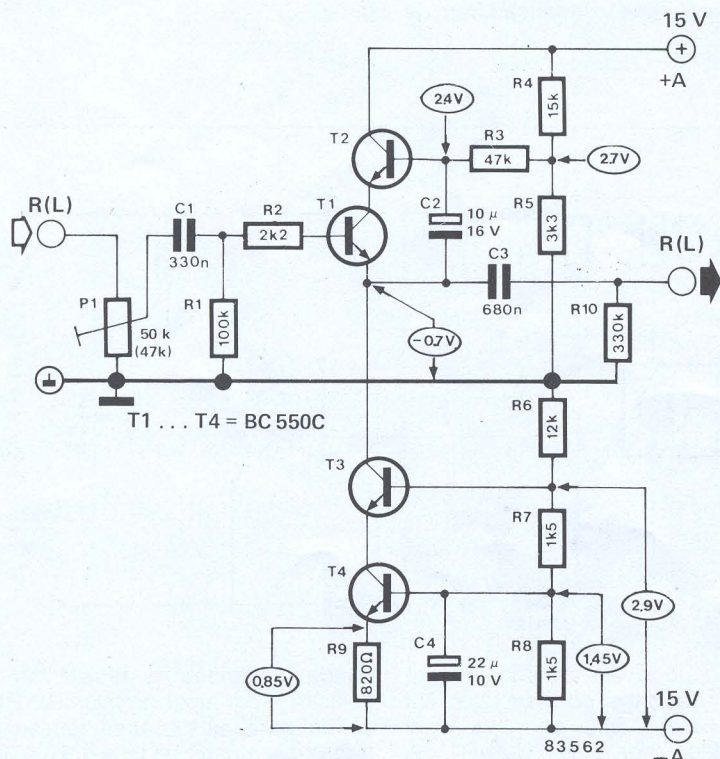 15 V
+
+A
R4
15k
2.4V
T2
R3
47k
2.7V
R(L)
C1
330n
R2
2k2
T1
C2
10 µ
16 V
R5
3k3
R(L)
C3
680n
P1
50 k
(47k)
R1
100k
-0.7V
R10
330k
T1 . . . T4 = BC 550C
R6
12k
T3
R7
1k5
T4
2.9V
R9
820Ω
0,85V
C4
22 µ
10 V
R8
1k5
1,45V
15 V
83562